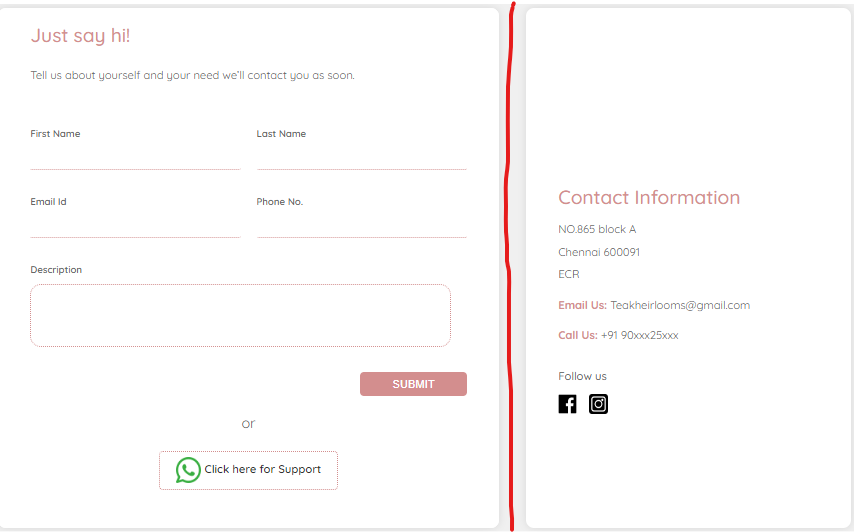 Just say hi!
Tell us about yourself and your need we'll contact you as soon.
First Name
Last Name
Email Id
Phone No.
Description
SUBMIT
or
Click here for Support
Contact Information
NO.865 block A
Chennai 600091
ECR
Email Us: Teakheirlooms@gmail.com
Call Us: +91 90xxx25xxx
Follow us